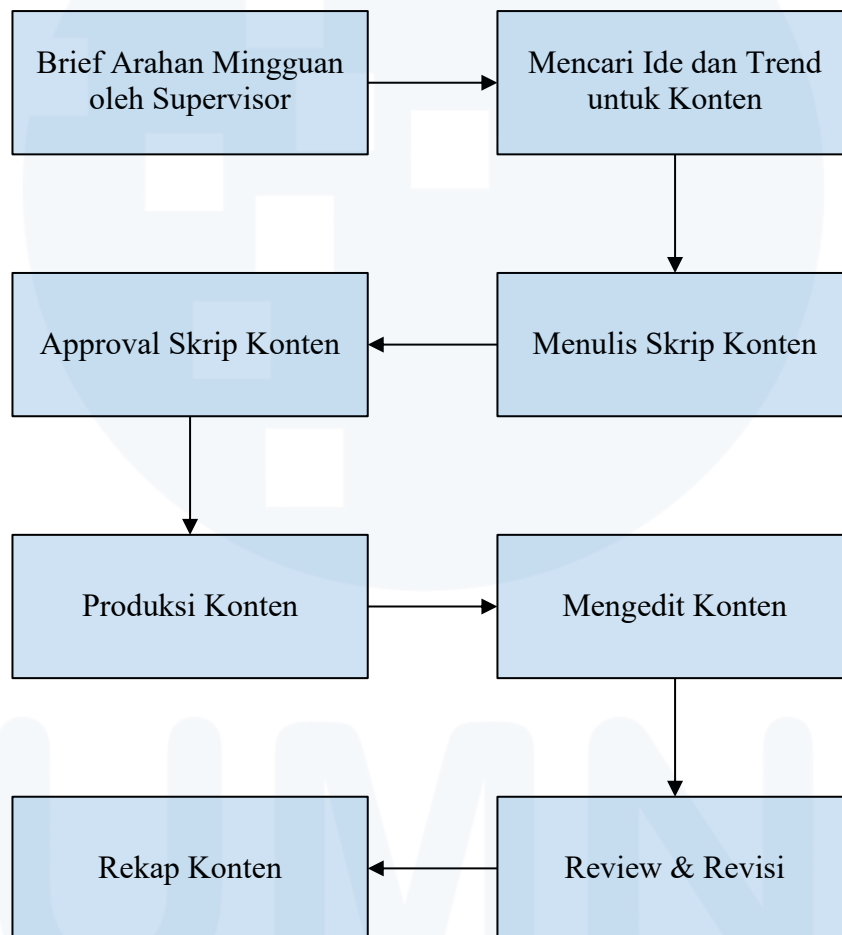 Brief Arahan Mingguan
oleh Supervisor
Mencari Ide dan Trend
untuk Konten
Menulis Skrip Konten
Approval Skrip Konten
Produksi Konten
Mengedit Konten
Review & Revisi
Rekap Konten
UMN